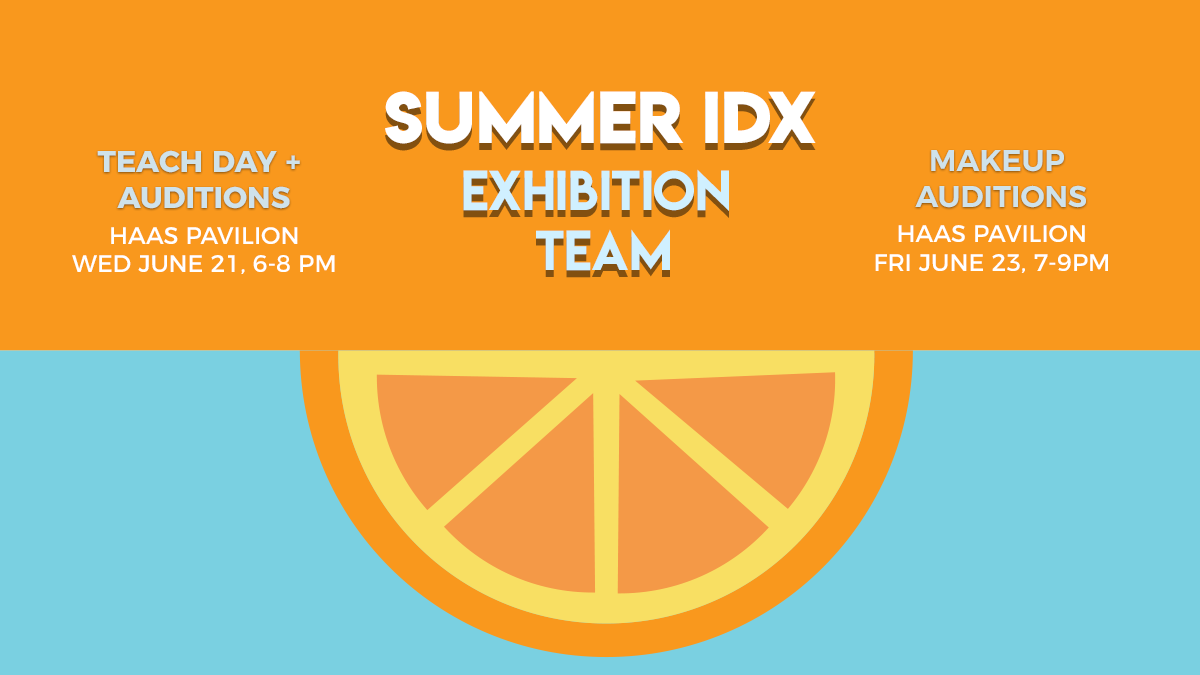 SUMMER IDX
EXHIBITION
TEAM
TEACH DAY +
AUDITIONS
HAAS PAVILION
WED JUNE 21, 6-8 PM
MAKEUP
AUDITIONS
HAAS PAVILION
FRI JUNE 23, 7-9PM